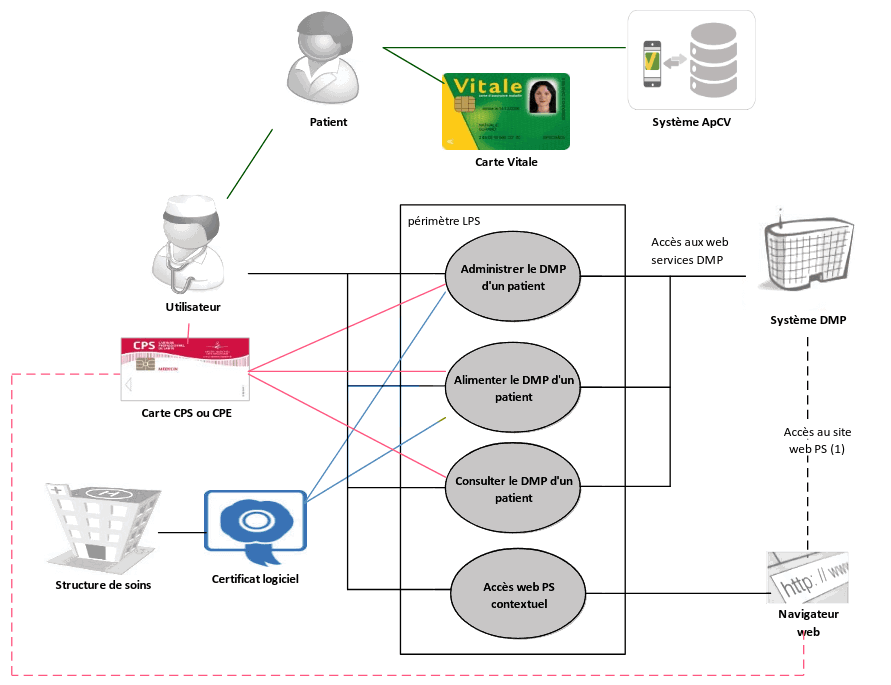 Patient
Vitale
Carte Vitale
Système ApCV
périmètre LPS
Administrer le DMP
d'un patient
Accès aux web
services DMP
Utilisateur
Système DMP
CPS
Carte CPS ou CPE
Alimenter le DMP d'un
patient
Accès au site
web PS (1)
Consulter le DMP d'un
patient
Structure de soins
Certificat logiciel
Accès web PS
contextuel
http: // www
Navigateur
web